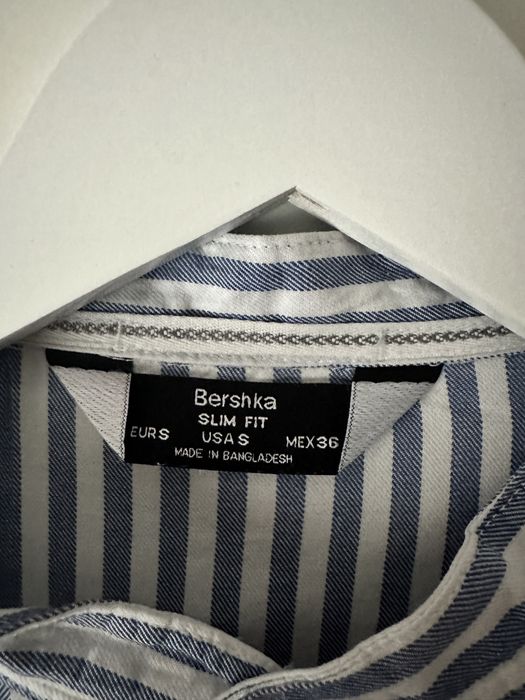 Bershka
SLIM FIT
EUR S USA S MEX 36
MADE IN BANGLADESH